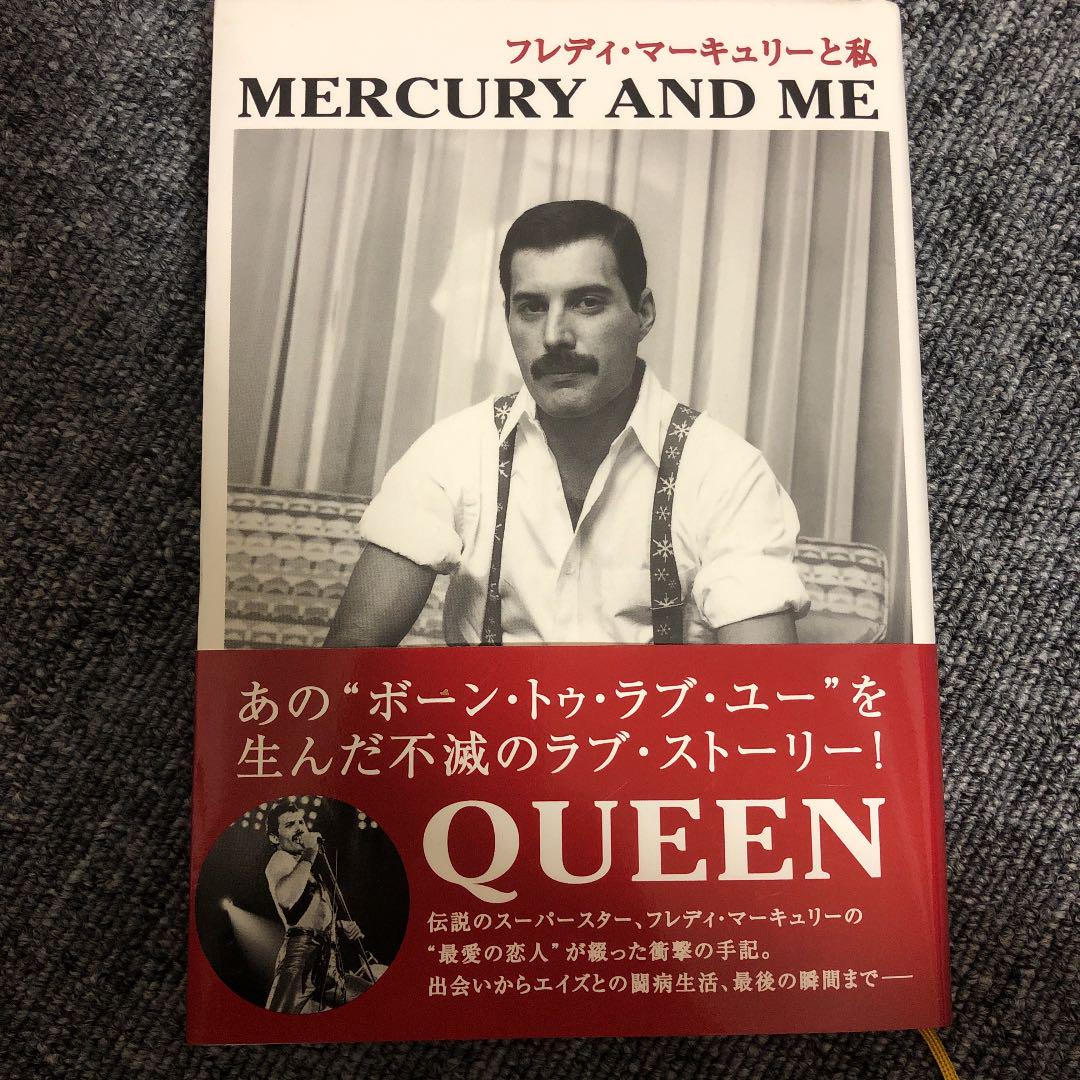 フレディ・マーキュリーと私
MERCURY AND ME
あの“ボーン・トゥ・ラブ・ユー”を
生んだ不滅のラブ・ストーリー!
QUEEN
伝説のスーパースター、フレディ・マーキュリーの
“最愛の恋人”が綴った衝撃の手記。
出会いからエイズとの闘病生活、最後の瞬間まで──